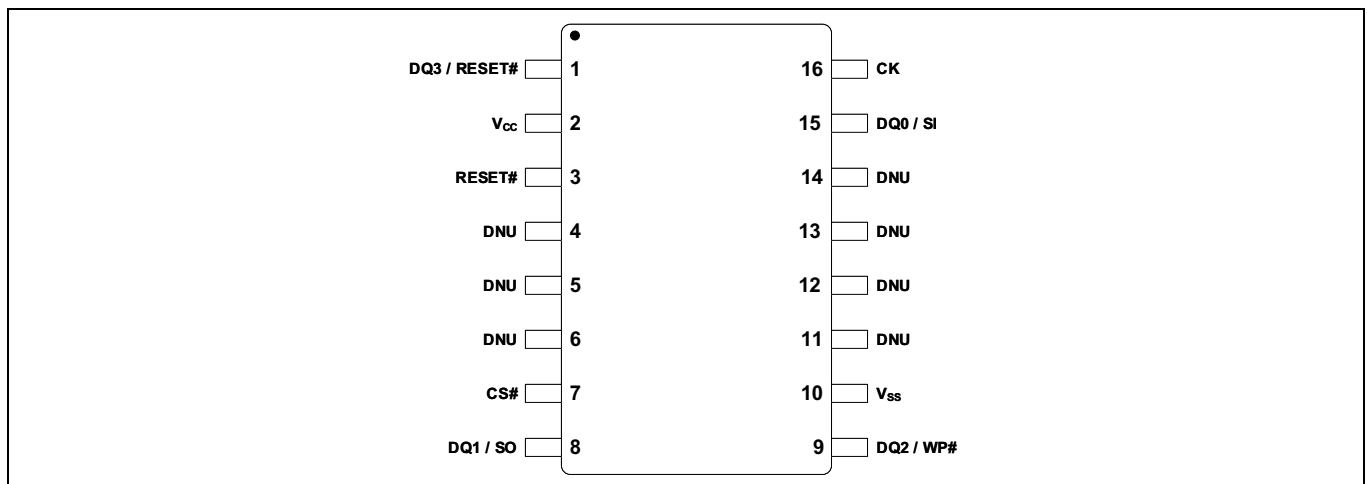 DQ3 / RESET# 1 16 CK
VCC 2 15 DQ0 / SI
RESET# 3 14 DNU
DNU 4 13 DNU
DNU 5 12 DNU
DNU 6 11 DNU
CS# 7 10 VSS
DQ1 / SO 8 9 DQ2 / WP#